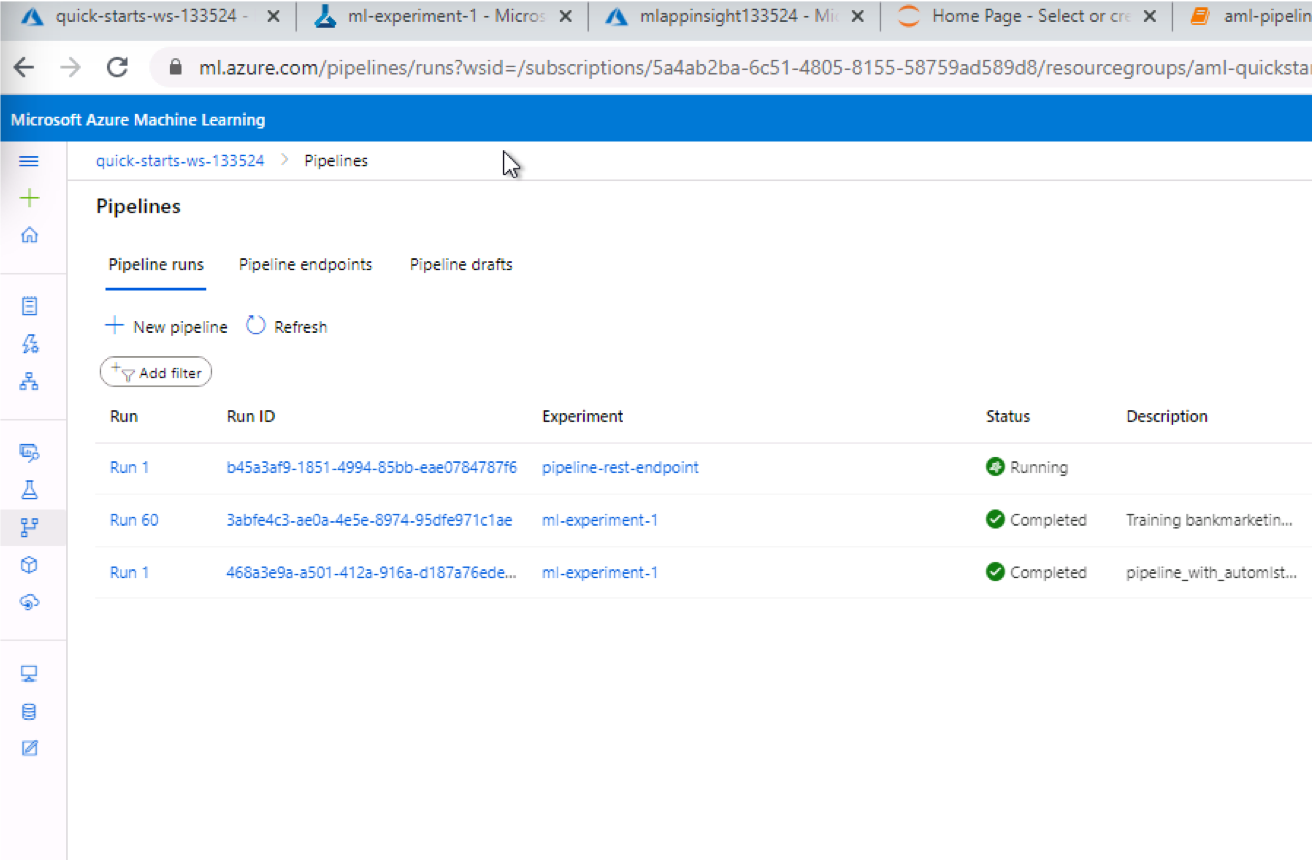 quick-starts-ws-133524 -
ml-experiment-1 - Micros
mlappinsight133524 - Mi
Home Page - Select or cre
aml-pipelin
ml.azure.com/pipelines/runs?wsid=/subscriptions/5a4ab2ba-6c51-4805-8155-58759ad589d8/resourcegroups/aml-quickstar
Microsoft Azure Machine Learning
quick-starts-ws-133524 > Pipelines
Pipelines
Pipeline runs Pipeline endpoints Pipeline drafts
New pipeline Refresh
Add filter
Run Run ID Experiment Status Description
Run 1 b45a3af9-1851-4994-85bb-eae0784787f6 pipeline-rest-endpoint Running
Run 60 3abfe4c3-ae0a-4e5e-8974-95dfe971c1ae ml-experiment-1 Completed Training bankmarketin...
Run 1 468a3e9a-a501-412a-916a-d187a76ede... ml-experiment-1 Completed pipeline_with_automlst...